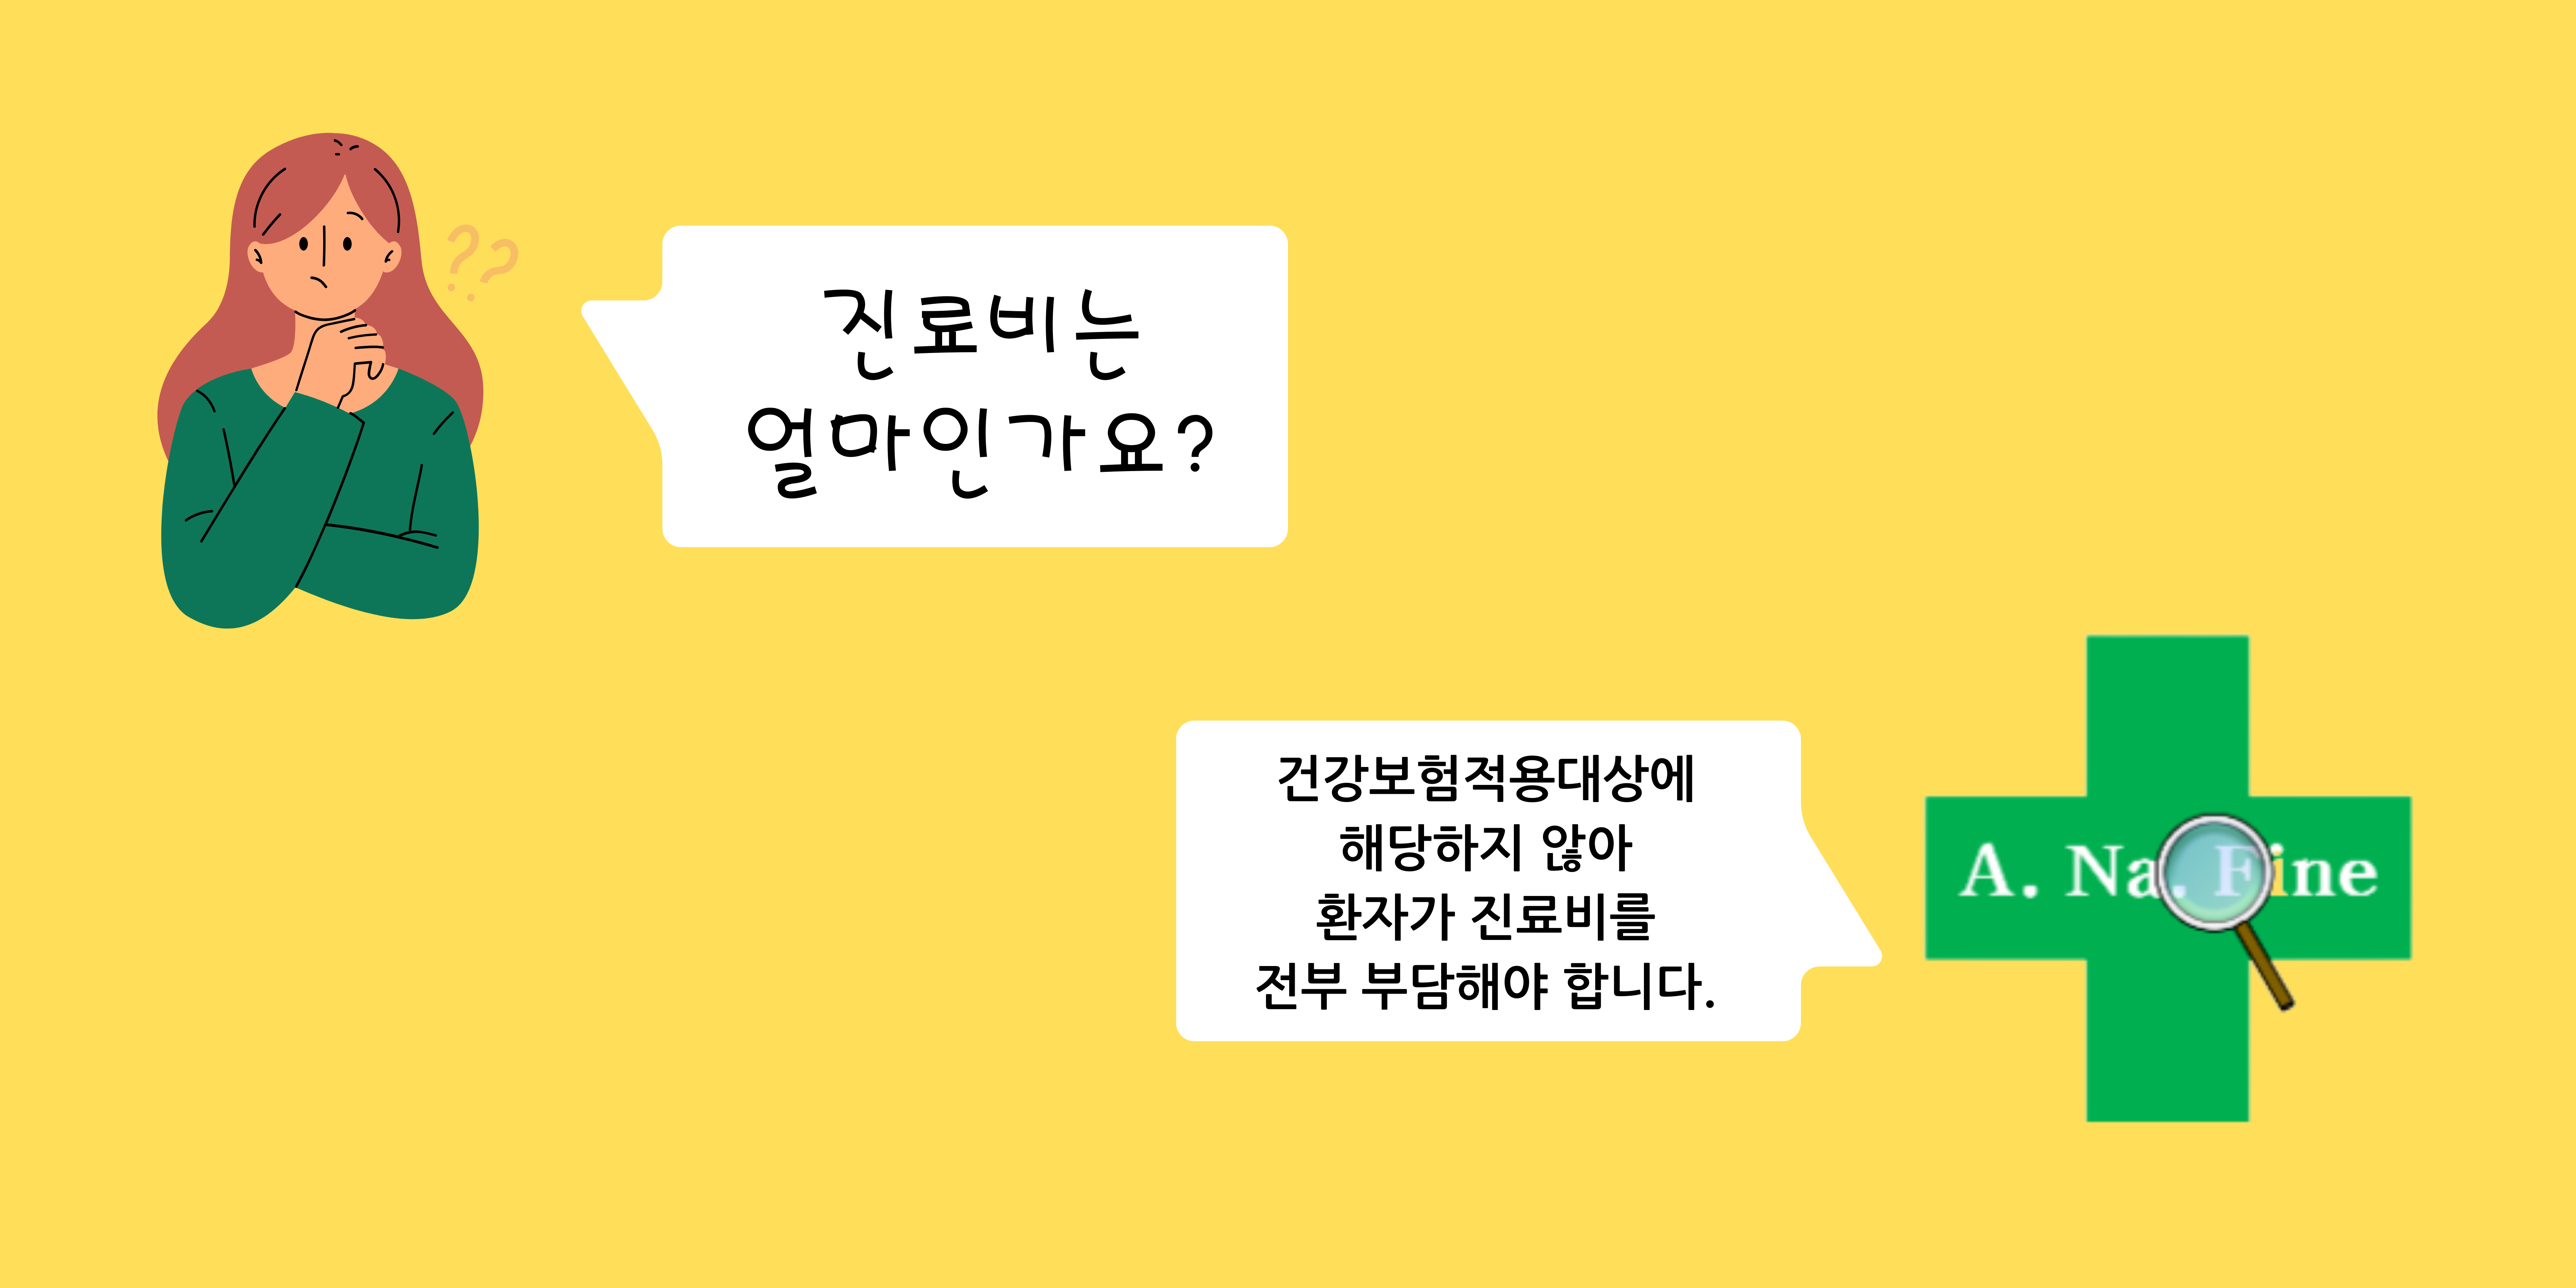 ??
진료비는
얼마인가요?
건강보험적용대상에
해당하지 않아
환자가 진료비를
전부 부담해야 합니다.
A. Na. Fine